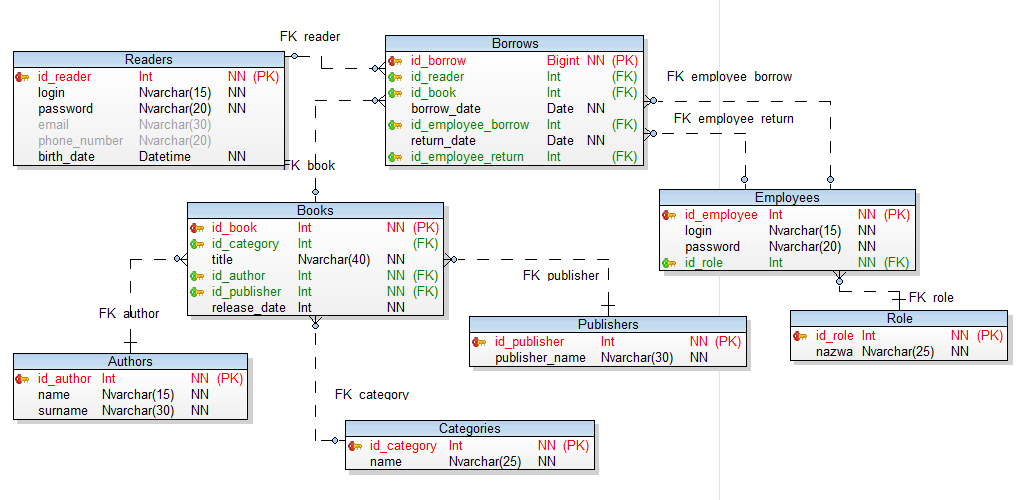 FK reader
Borrows
id_borrow Bigint NN (PK)
id_reader Int (FK)
id_book Int (FK)
borrow_date Date NN
id_employee_borrow Int (FK)
return_date Date NN
id_employee_return Int (FK)
Readers
id_reader Int NN (PK)
login Nvarchar(15) NN
password Nvarchar(20) NN
email Nvarchar(30)
phone_number Nvarchar(20)
birth_date Datetime NN
FK employee borrow
FK employee return
FK book
Employees
id_employee Int NN (PK)
login Nvarchar(15) NN
password Nvarchar(20) NN
id_role Int NN (FK)
Books
id_book Int NN (PK)
id_category Int (FK)
title Nvarchar(40) NN
id_author Int NN (FK)
id_publisher Int NN (FK)
release_date Int NN
FK publisher
FK role
FK author
Role
id_role Int NN (PK)
nazwa Nvarchar(25) NN
Publishers
id_publisher Int NN (PK)
publisher_name Nvarchar(30) NN
Authors
id_author Int NN (PK)
name Nvarchar(15) NN
surname Nvarchar(30) NN
FK category
Categories
id_category Int NN (PK)
name Nvarchar(25) NN